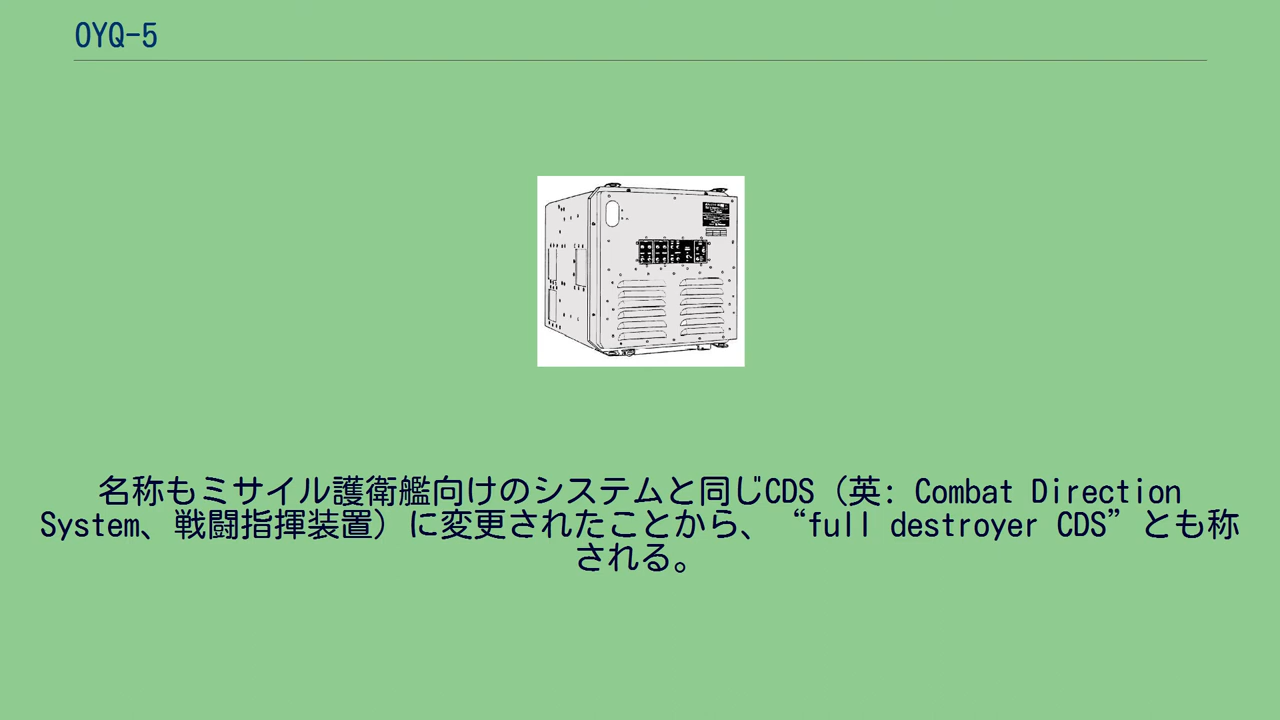 OYQ-5
名称もミサイル護衛艦向けのシステムと同じCDS（英: Combat Direction
System、戦闘指揮装置）に変更されたことから、“full destroyer CDS”とも称
される。